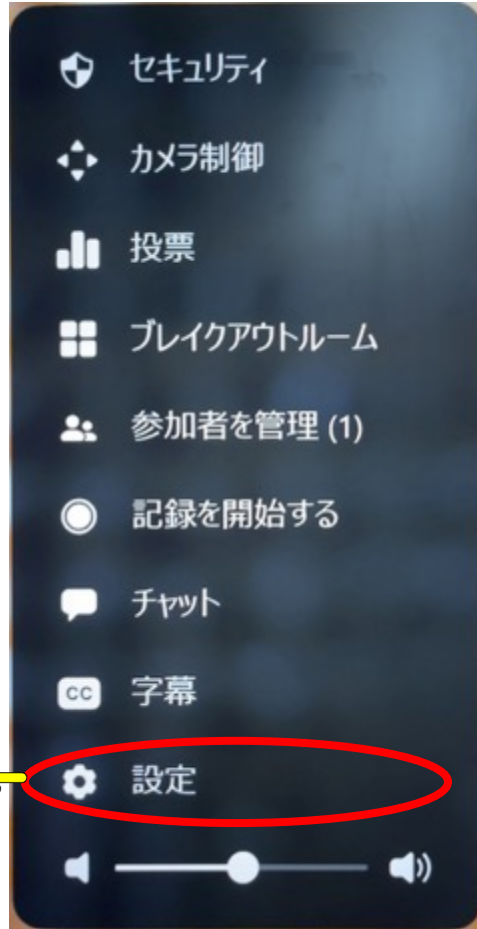 セキュリティ
カメラ制御
投票
ブレイクアウトルーム
参加者を管理 (1)
記録を開始する
チャット
CC 字幕
設定